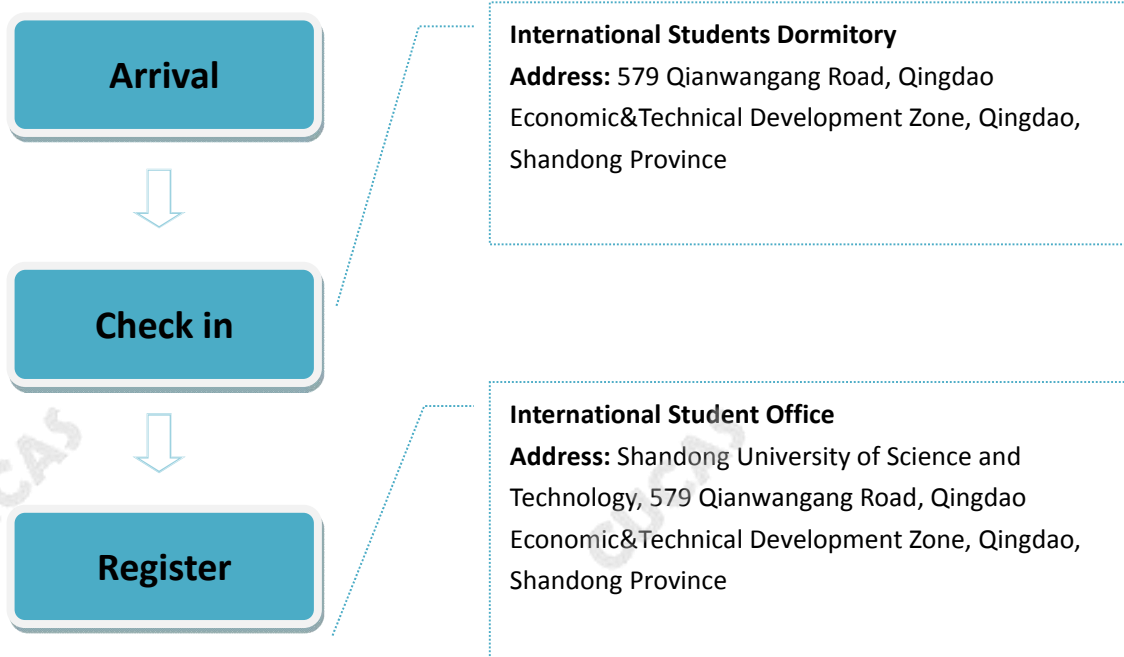 Arrival
International Students Dormitory
Address: 579 Qianwangang Road, Qingdao
Economic&Technical Development Zone, Qingdao,
Shandong Province
Check in
International Student Office
Address: Shandong University of Science and
Technology, 579 Qianwangang Road, Qingdao
Economic&Technical Development Zone, Qingdao,
Shandong Province
Register
CUCAS